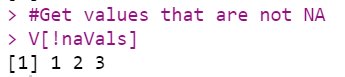 > #Get values that are not NA
> V[!naVals]
[1] 1 2 3